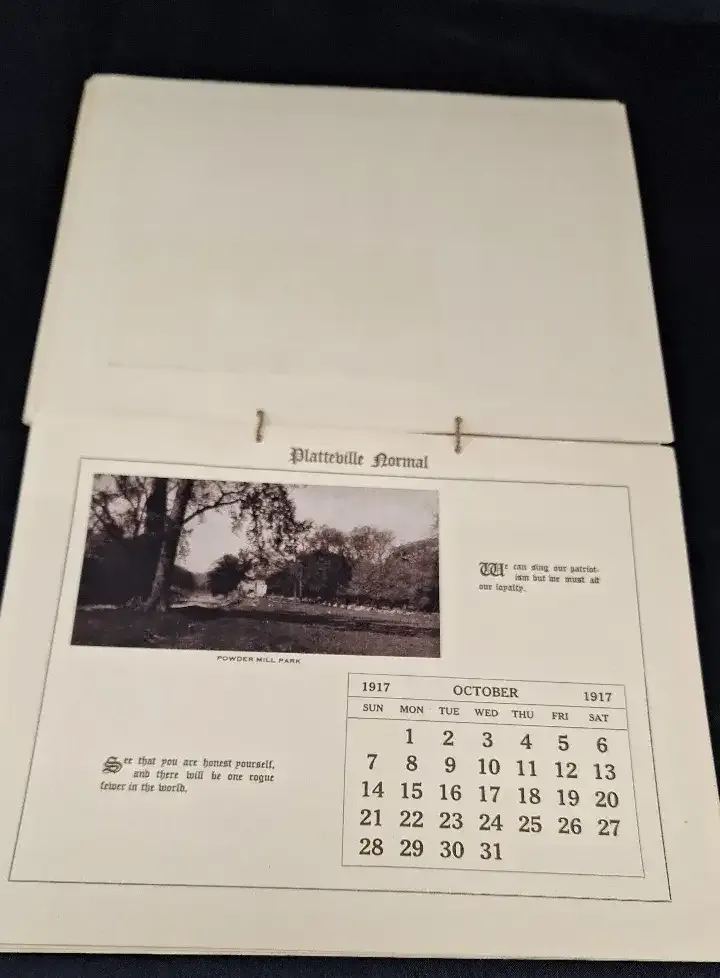 Platteville Normal
We can sing our patriot-
ism but we must all
our loyalty.
POWDER MILL PARK
See that you are honest yourself,
and there will be one rogue
fewer in the world.
1917 OCTOBER 1917
SUN MON TUE WED THU FRI SAT
1 2 3 4 5 6
7 8 9 10 11 12 13
14 15 16 17 18 19 20
21 22 23 24 25 26 27
28 29 30 31